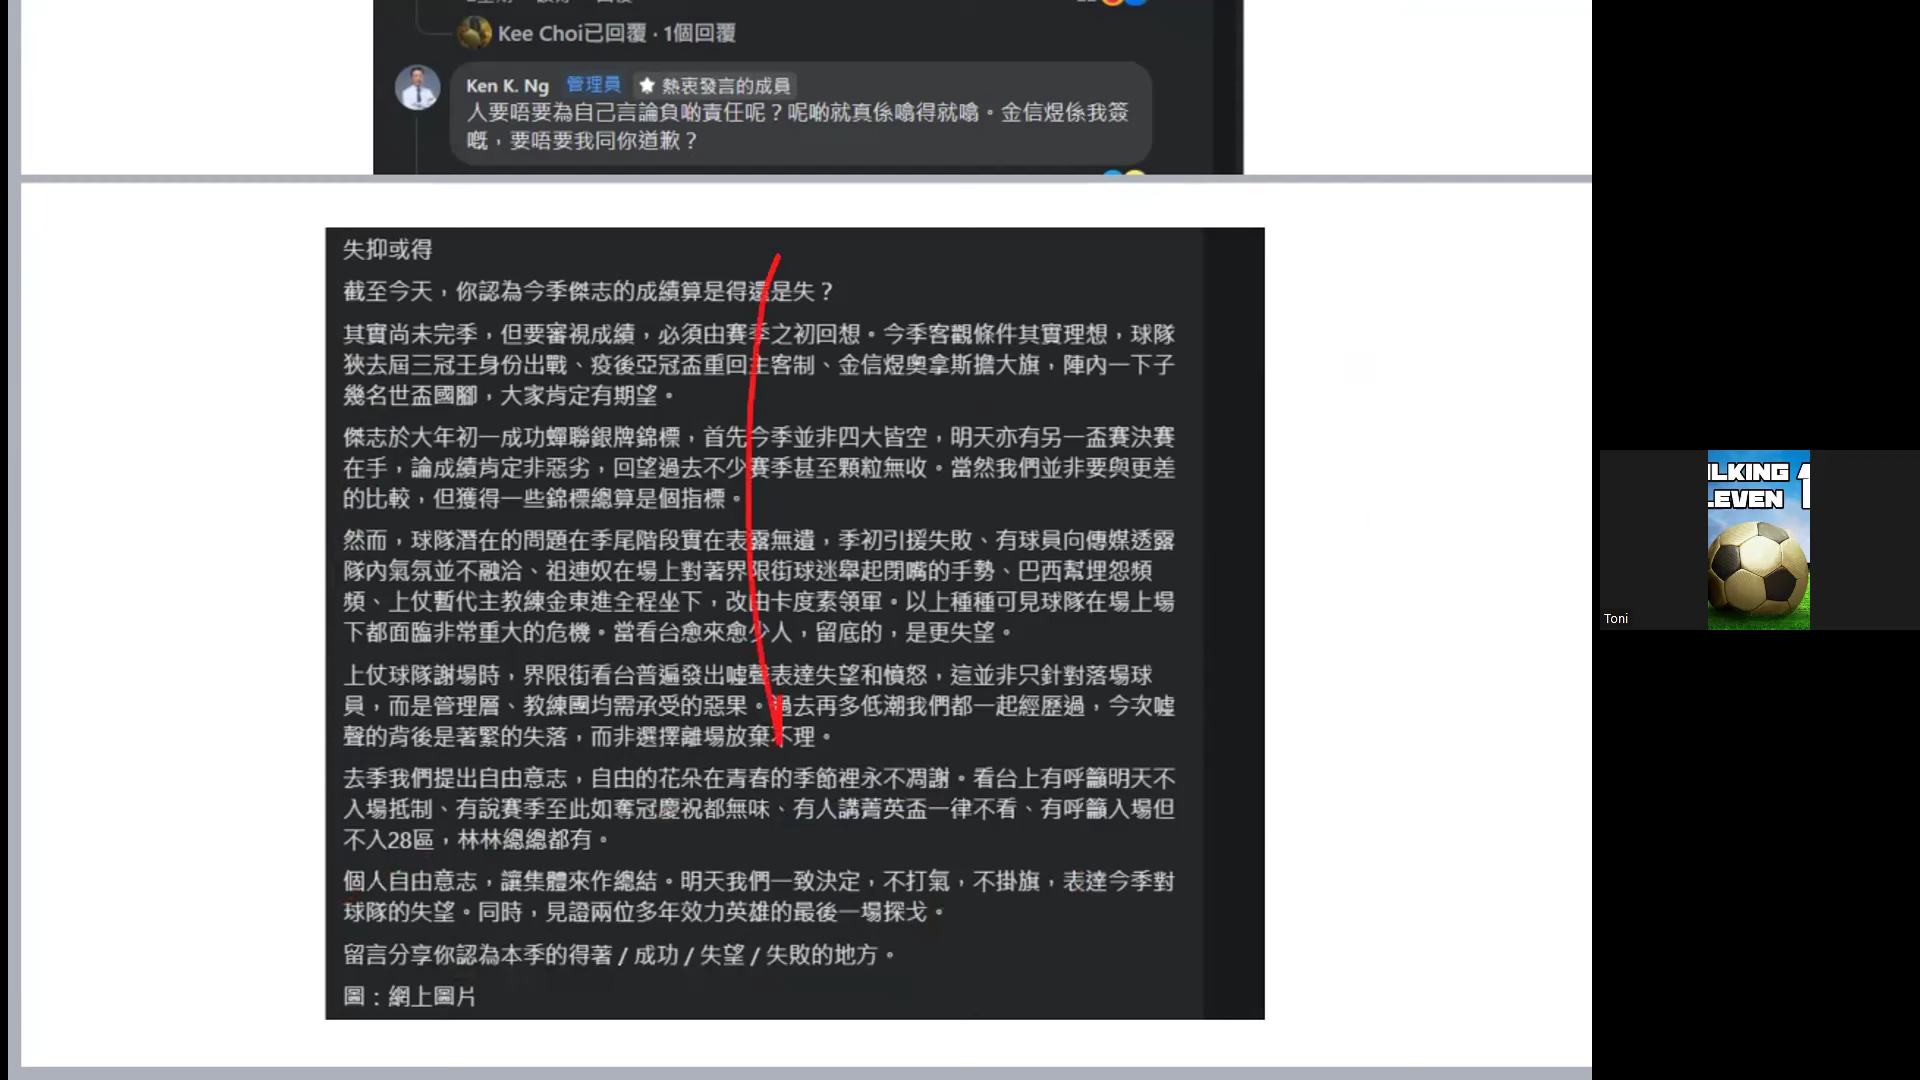 Kee Choi已回覆 · 1個回覆
Ken K. Ng 管理員 熱衷發言的成員
人要唔要為自己言論負啲責任呢？呢啲就真係噏得就噏。金信煜係我簽
嘅，要唔要我同你道歉？
失抑或得
截至今天，你認為今季傑志的成績算是得還是失？
其實尚未完季，但要審視成績，必須由賽季之初回想。今季客觀條件其實理想，球隊
狹去屆三冠王身份出戰、疫後亞冠盃重回主客制、金信煜奧拿斯擔大旗，陣內一下子
幾名世盃國腳，大家肯定有期望。
傑志於大年初一成功蟬聯銀牌錦標，首先今季並非四大皆空，明天亦有另一盃賽決賽
在手，論成績肯定非惡劣，回望過去不少賽季甚至顆粒無收。當然我們並非要與更差
的比較，但獲得一些錦標總算是個指標。
然而，球隊潛在的問題在季尾階段實在表露無遺，季初引援失敗、有球員向傳媒透露
隊內氣氛並不融洽、祖連奴在場上對著界限街球迷舉起閉嘴的手勢、巴西幫埋怨頻
頻、上仗暫代主教練金東進全程坐下，改由卡度素領軍。以上種種可見球隊在場上場
下都面臨非常重大的危機。當看台愈來愈少人，留底的，是更失望。
上仗球隊謝場時，界限街看台普遍發出噓聲表達失望和憤怒，這並非只針對落場球
員，而是管理層、教練團均需承受的惡果。過去再多低潮我們都一起經歷過，今次噓
聲的背後是著緊的失落，而非選擇離場放棄不理。
去季我們提出自由意志，自由的花朵在青春的季節裡永不凋謝。看台上有呼籲明天不
入場抵制、有說賽季至此如奪冠慶祝都無味、有人講菁英盃一律不看、有呼籲入場但
不入28區，林林總總都有。
個人自由意志，讓集體來作總結。明天我們一致決定，不打氣，不掛旗，表達今季對
球隊的失望。同時，見證兩位多年效力英雄的最後一場探戈。
留言分享你認為本季的得著 / 成功 / 失望 / 失敗的地方。
圖：網上圖片
LKING
LEVEN
Toni